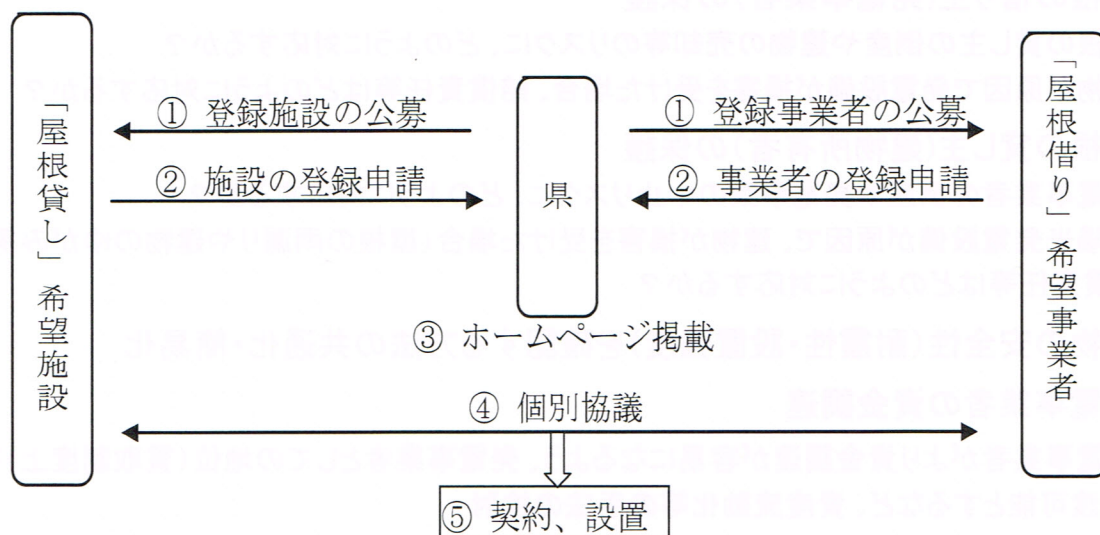 「屋根貸し」希望施設
① 登録施設の公募
② 施設の登録申請
県
① 登録事業者の公募
② 事業者の登録申請
「屋根借り」希望事業者
③ ホームページ掲載
④ 個別協議
⑤ 契約、設置